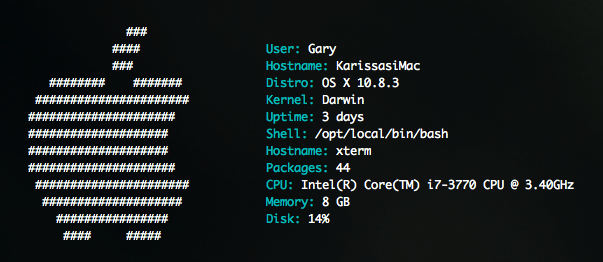 ###
####
###
######## #######
######################
#####################
####################
####################
#####################
######################
####################
################
#### #####
User: Gary
Hostname: KarissasiMac
Distro: OS X 10.8.3
Kernel: Darwin
Uptime: 3 days
Shell: /opt/local/bin/bash
Hostname: xterm
Packages: 44
CPU: Intel(R) Core(TM) i7-3770 CPU @ 3.40GHz
Memory: 8 GB
Disk: 14%